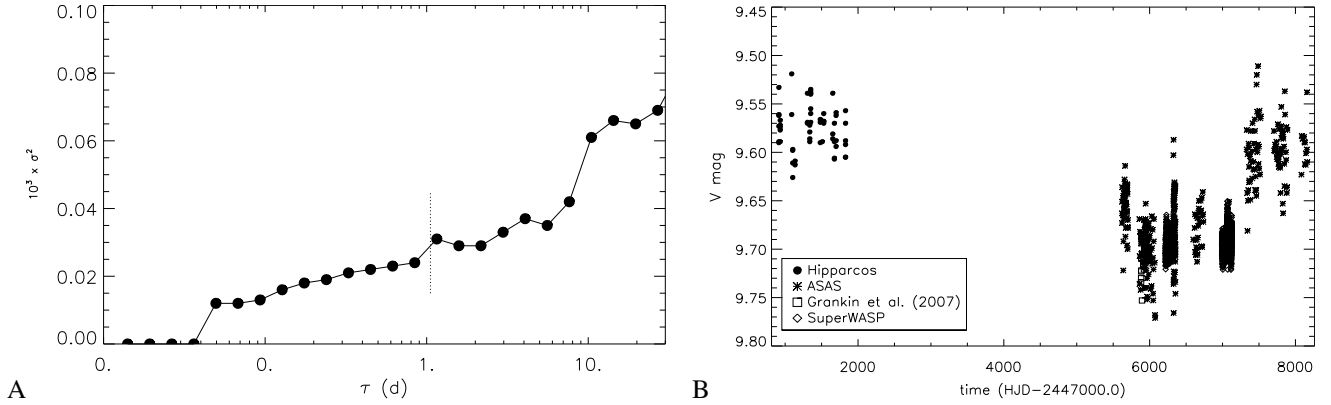 A
0.10
0.08
0.06
0.04
0.02
0.00
10³ x σ²
0.
0.
1.
10.
τ (d)
B
9.45
9.50
9.55
9.60
9.65
9.70
9.75
9.80
V mag
Hipparcos
ASAS
Grankin et al. (2007)
SuperWASP
2000
4000
6000
8000
time (HJD−2447000.0)